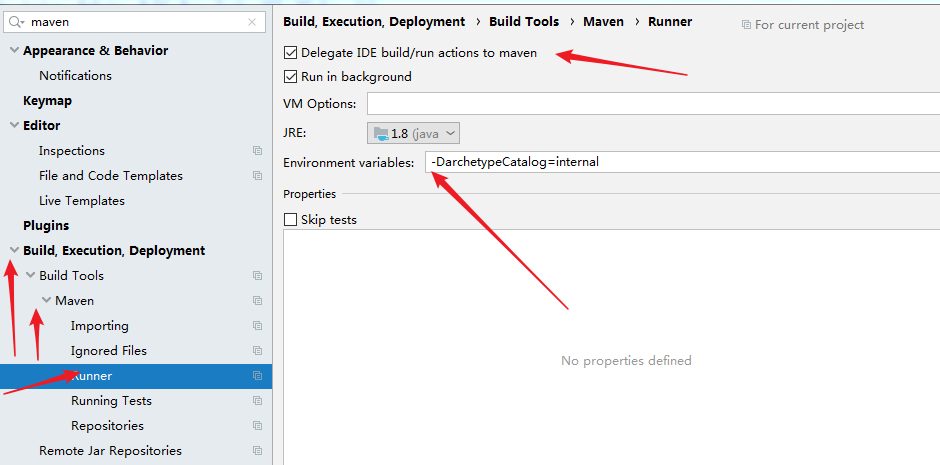 maven
Appearance & Behavior
Notifications
Keymap
Editor
Inspections
File and Code Templates
Live Templates
Plugins
Build, Execution, Deployment
Build Tools
Maven
Importing
Ignored Files
Runner
Running Tests
Repositories
Remote Jar Repositories
Build, Execution, Deployment › Build Tools › Maven › Runner For current project
Delegate IDE build/run actions to maven
Run in background
VM Options:
JRE: 1.8 (java
Environment variables: -DarchetypeCatalog=internal
Properties
Skip tests
No properties defined